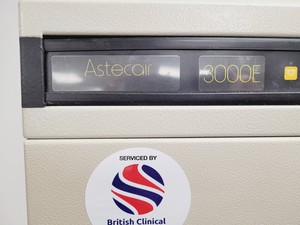 Astecair 3000E
SERVICED BY
British Clinical